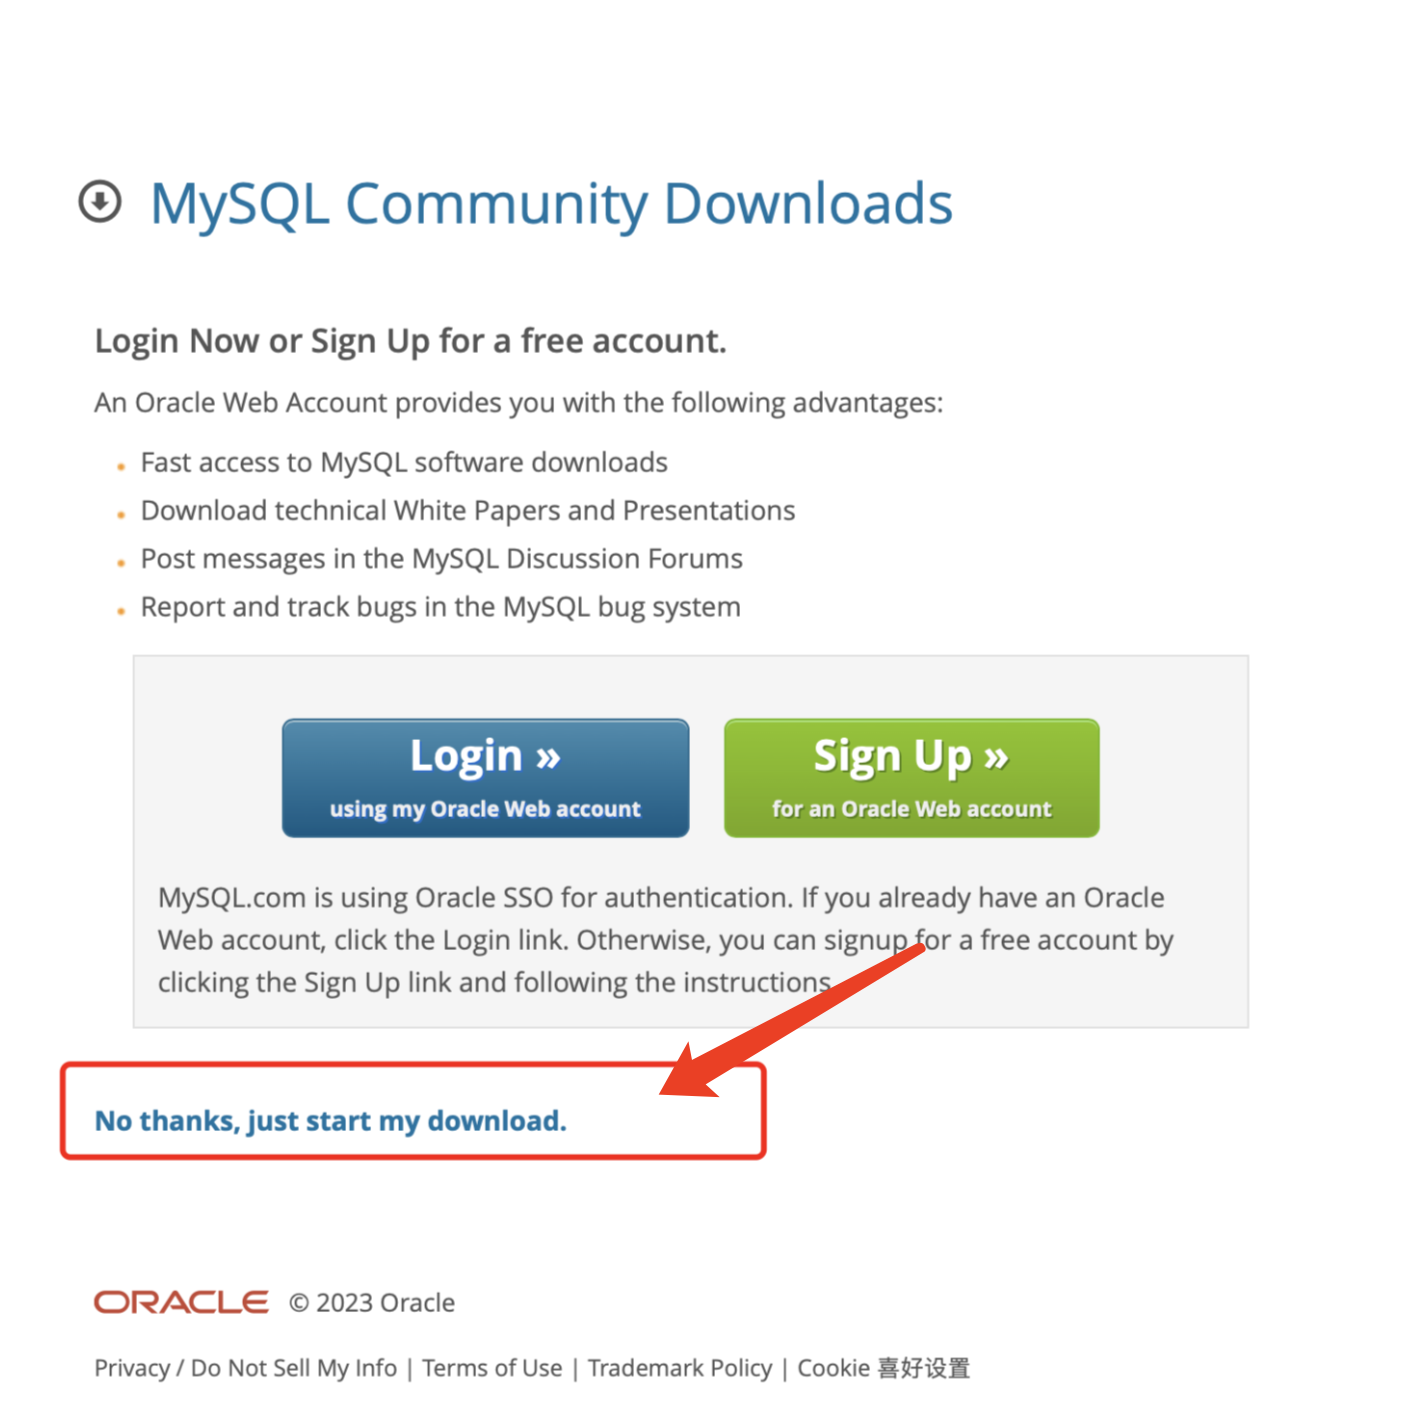 MySQL Community Downloads
Login Now or Sign Up for a free account.
An Oracle Web Account provides you with the following advantages:
Fast access to MySQL software downloads
Download technical White Papers and Presentations
Post messages in the MySQL Discussion Forums
Report and track bugs in the MySQL bug system
Login »
using my Oracle Web account
Sign Up »
for an Oracle Web account
MySQL.com is using Oracle SSO for authentication. If you already have an Oracle
Web account, click the Login link. Otherwise, you can signup for a free account by
clicking the Sign Up link and following the instructions.
No thanks, just start my download.
ORACLE © 2023 Oracle
Privacy / Do Not Sell My Info | Terms of Use | Trademark Policy | Cookie 喜好设置